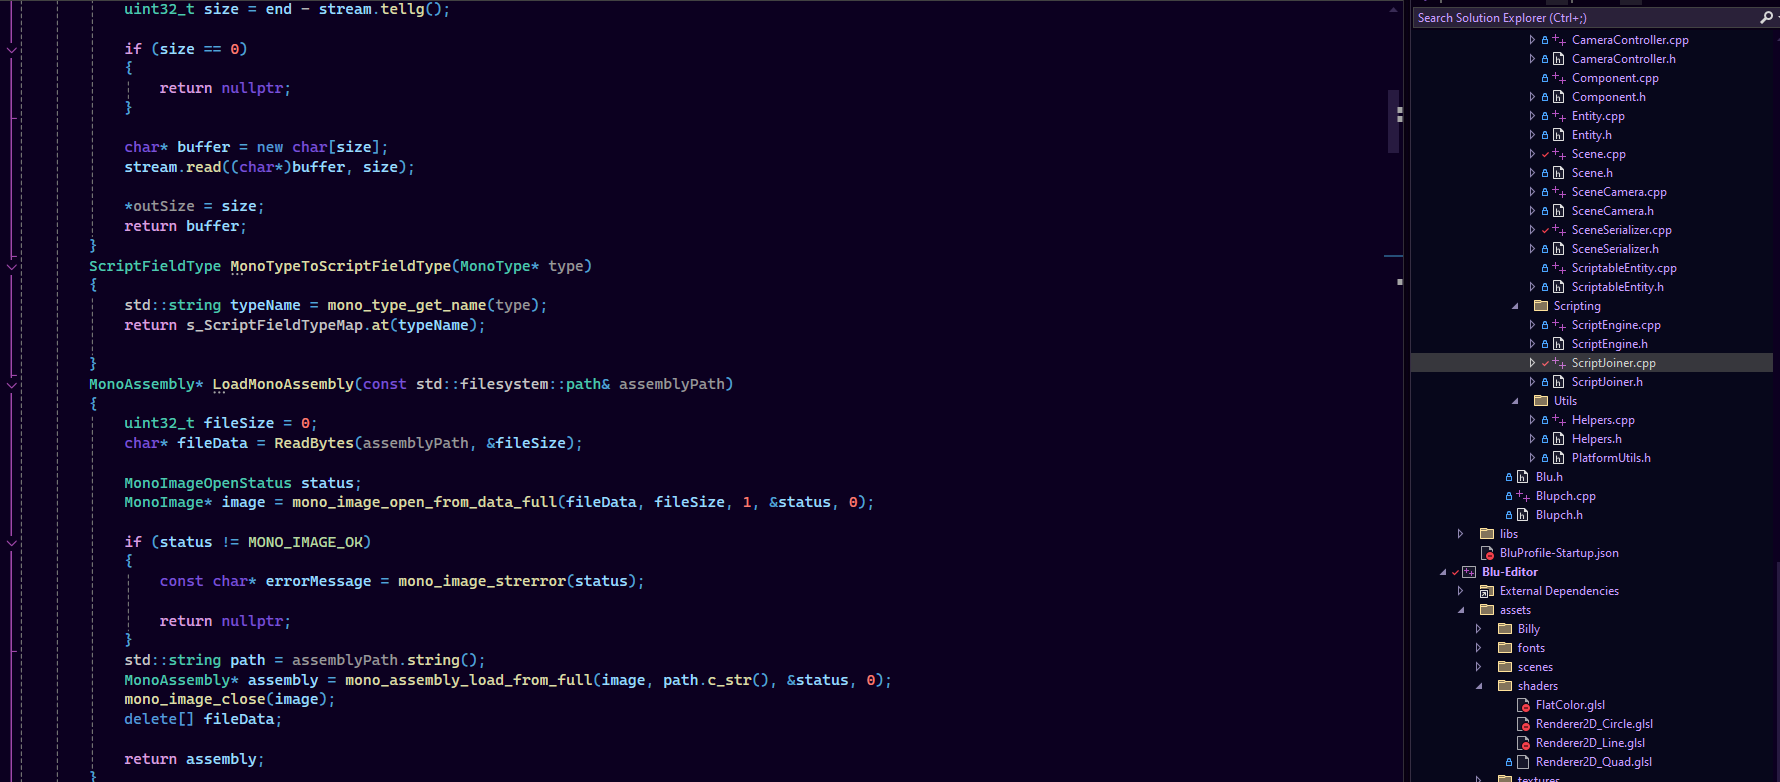 uint32_t size = end - stream.tellg();
if (size == 0)
{
return nullptr;
}
char* buffer = new char[size];
stream.read((char*)buffer, size);
*outSize = size;
return buffer;
}
ScriptFieldType MonoTypeToScriptFieldType(MonoType* type)
{
std::string typeName = mono_type_get_name(type);
return s_ScriptFieldTypeMap.at(typeName);
}
MonoAssembly* LoadMonoAssembly(const std::filesystem::path& assemblyPath)
{
uint32_t fileSize = 0;
char* fileData = ReadBytes(assemblyPath, &fileSize);
MonoImageOpenStatus status;
MonoImage* image = mono_image_open_from_data_full(fileData, fileSize, 1, &status, 0);
if (status != MONO_IMAGE_OK)
{
const char* errorMessage = mono_image_strerror(status);
return nullptr;
}
std::string path = assemblyPath.string();
MonoAssembly* assembly = mono_assembly_load_from_full(image, path.c_str(), &status, 0);
mono_image_close(image);
delete[] fileData;
return assembly;
}
Search Solution Explorer (Ctrl+;)
CameraController.cpp
CameraController.h
Component.cpp
Component.h
Entity.cpp
Entity.h
Scene.cpp
Scene.h
SceneCamera.cpp
SceneCamera.h
SceneSerializer.cpp
SceneSerializer.h
ScriptableEntity.cpp
ScriptableEntity.h
Scripting
ScriptEngine.cpp
ScriptEngine.h
ScriptJoiner.cpp
ScriptJoiner.h
Utils
Helpers.cpp
Helpers.h
PlatformUtils.h
Blu.h
Blupch.cpp
Blupch.h
libs
BluProfile-Startup.json
Blu-Editor
External Dependencies
assets
Billy
fonts
scenes
shaders
FlatColor.glsl
Renderer2D_Circle.glsl
Renderer2D_Line.glsl
Renderer2D_Quad.glsl
textures